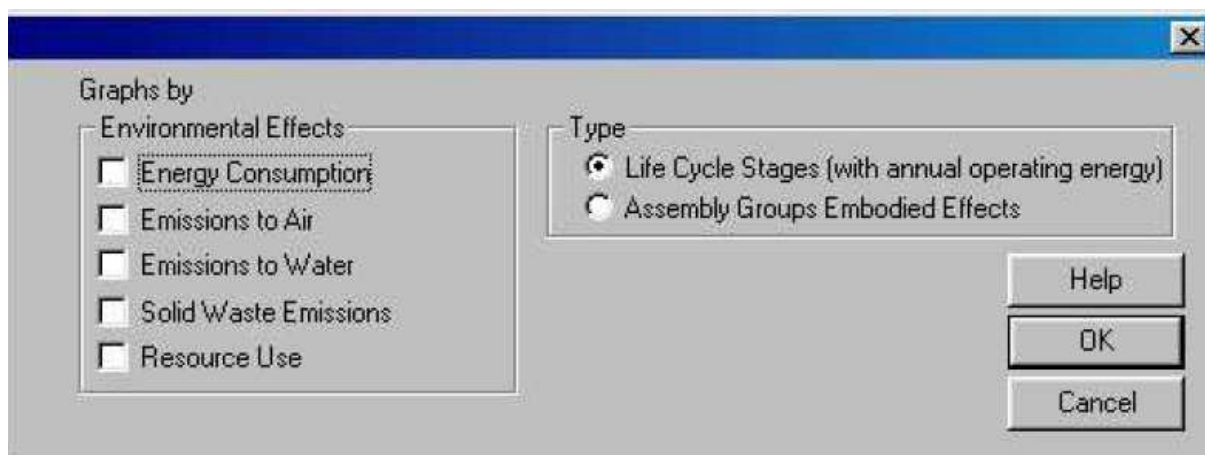 Graphs by
Environmental Effects
Energy Consumption
Emissions to Air
Emissions to Water
Solid Waste Emissions
Resource Use
Type
Life Cycle Stages (with annual operating energy)
Assembly Groups Embodied Effects
Help
OK
Cancel